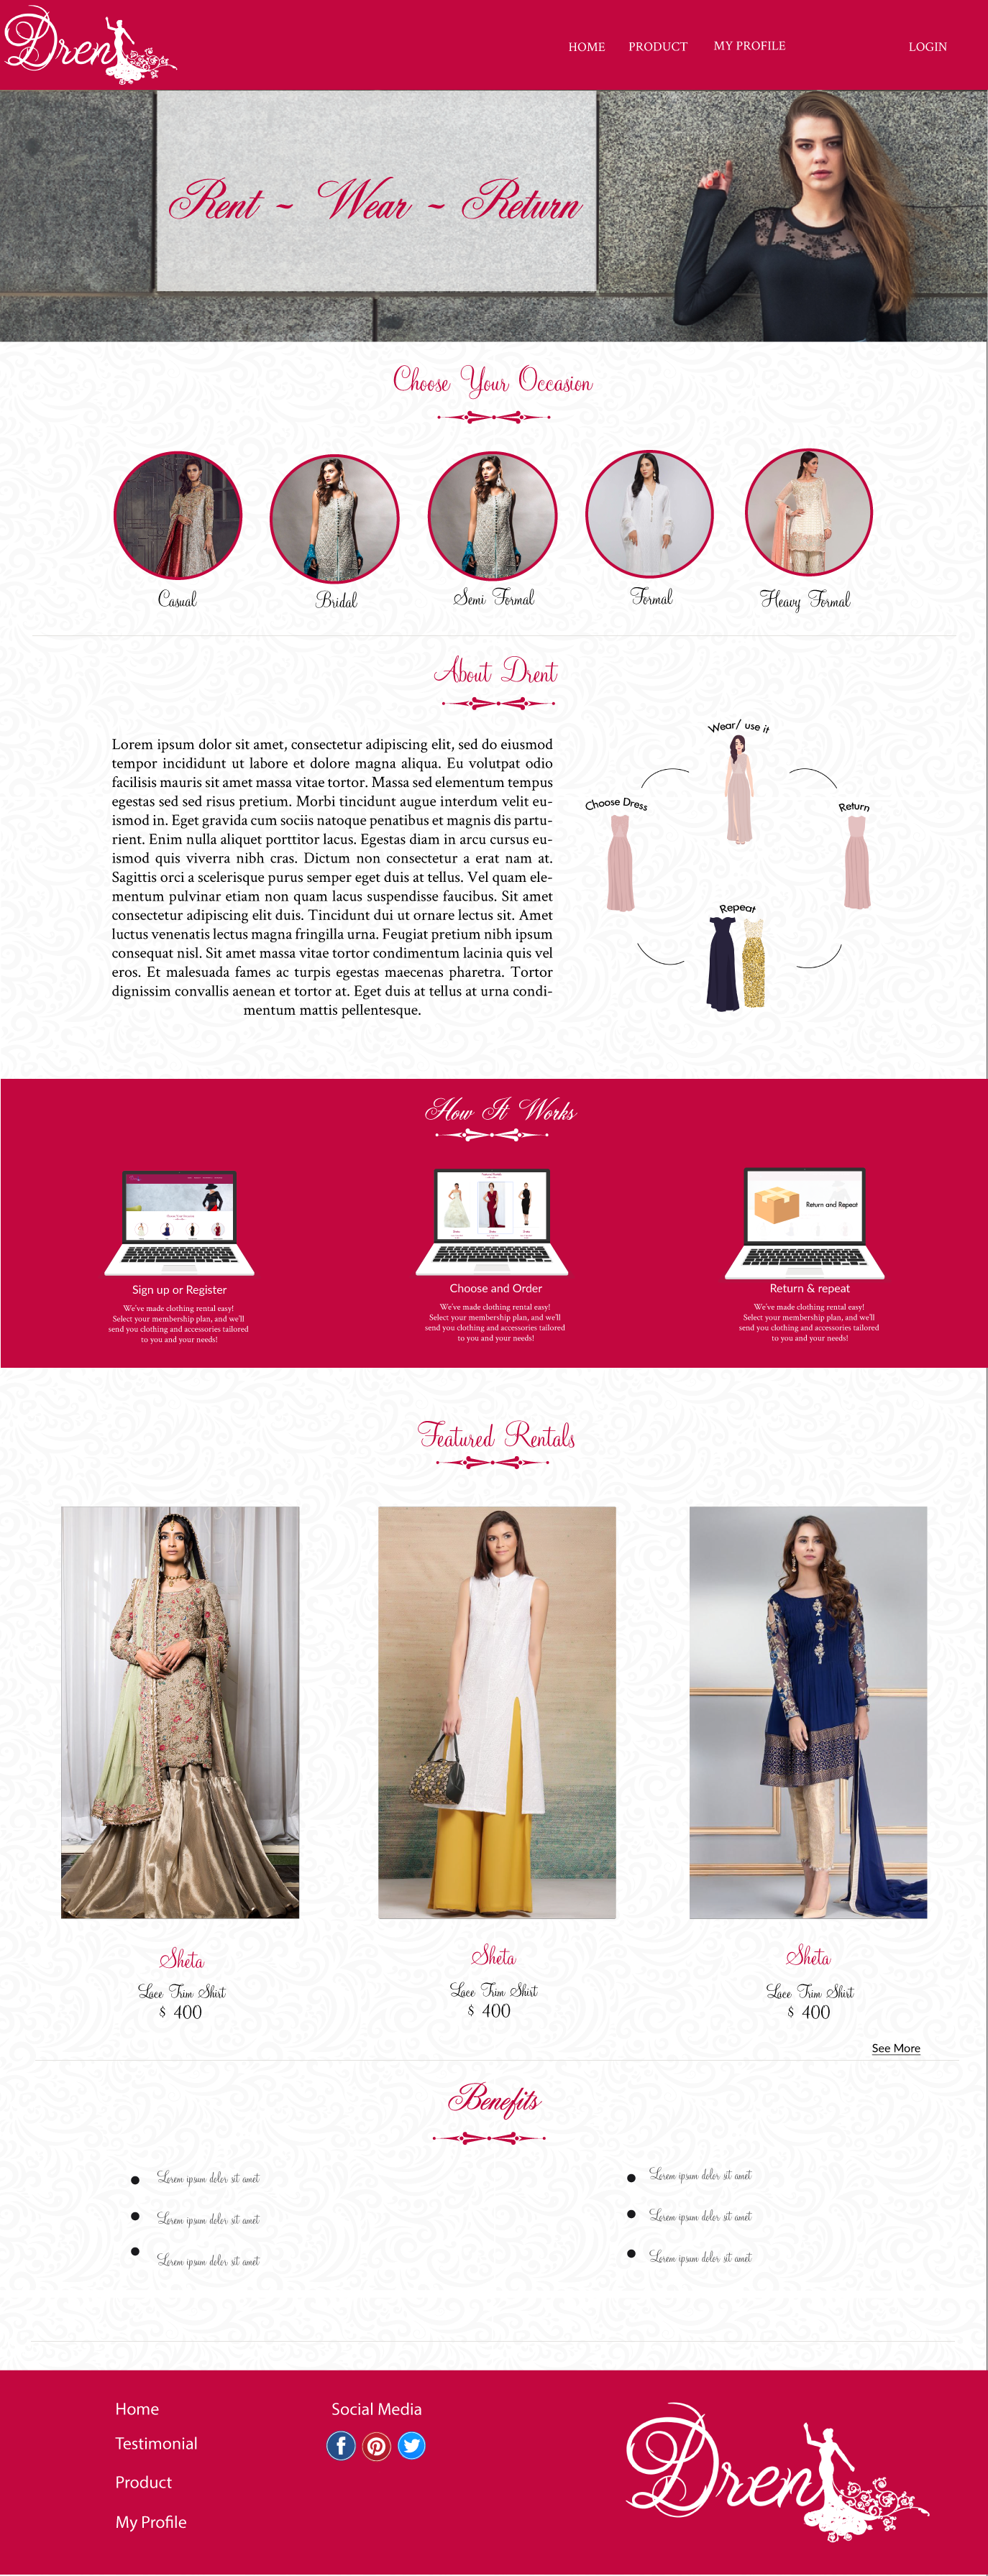 Drent
HOME PRODUCT MY PROFILE LOGIN
Rent ~ Wear ~ Return
Choose Your Occasion
Casual
Bridal
Semi Formal
Formal
Heavy Formal
About Drent
Lorem ipsum dolor sit amet, consectetur adipiscing elit, sed do eiusmod
tempor incididunt ut labore et dolore magna aliqua. Eu volutpat odio
facilisis mauris sit amet massa vitae tortor. Massa sed elementum tempus
egestas sed sed risus pretium. Morbi tincidunt augue interdum velit eu-
ismod in. Eget gravida cum sociis natoque penatibus et magnis dis partu-
rient. Enim nulla aliquet porttitor lacus. Egestas diam in arcu cursus eu-
ismod quis viverra nibh cras. Dictum non consectetur a erat nam at.
Sagittis orci a scelerisque purus semper eget duis at tellus. Vel quam ele-
mentum pulvinar etiam non quam lacus suspendisse faucibus. Sit amet
consectetur adipiscing elit duis. Tincidunt dui ut ornare lectus sit. Amet
luctus venenatis lectus magna fringilla urna. Feugiat pretium nibh ipsum
consequat nisl. Sit amet massa vitae tortor condimentum lacinia quis vel
eros. Et malesuada fames ac turpis egestas maecenas pharetra. Tortor
dignissim convallis aenean et tortor at. Eget duis at tellus at urna condi-
mentum mattis pellentesque.
Wear/ use it
Choose Dress
Return
Repeat
How It Works
Return and Repeat
Sign up or Register
We've made clothing rental easy!
Select your membership plan, and we'll
send you clothing and accessories tailored
to you and your needs!
Choose and Order
We've made clothing rental easy!
Select your membership plan, and we'll
send you clothing and accessories tailored
to you and your needs!
Return & repeat
We've made clothing rental easy!
Select your membership plan, and we'll
send you clothing and accessories tailored
to you and your needs!
Featured Rentals
Sheta
Lace Trim Shirt
$ 400
Sheta
Lace Trim Shirt
$ 400
Sheta
Lace Trim Shirt
$ 400
See More
Benefits
Lorem ipsum dolor sit amet
Lorem ipsum dolor sit amet
Lorem ipsum dolor sit amet
Lorem ipsum dolor sit amet
Lorem ipsum dolor sit amet
Lorem ipsum dolor sit amet
Home
Testimonial
Product
My Profile
Social Media
Drent